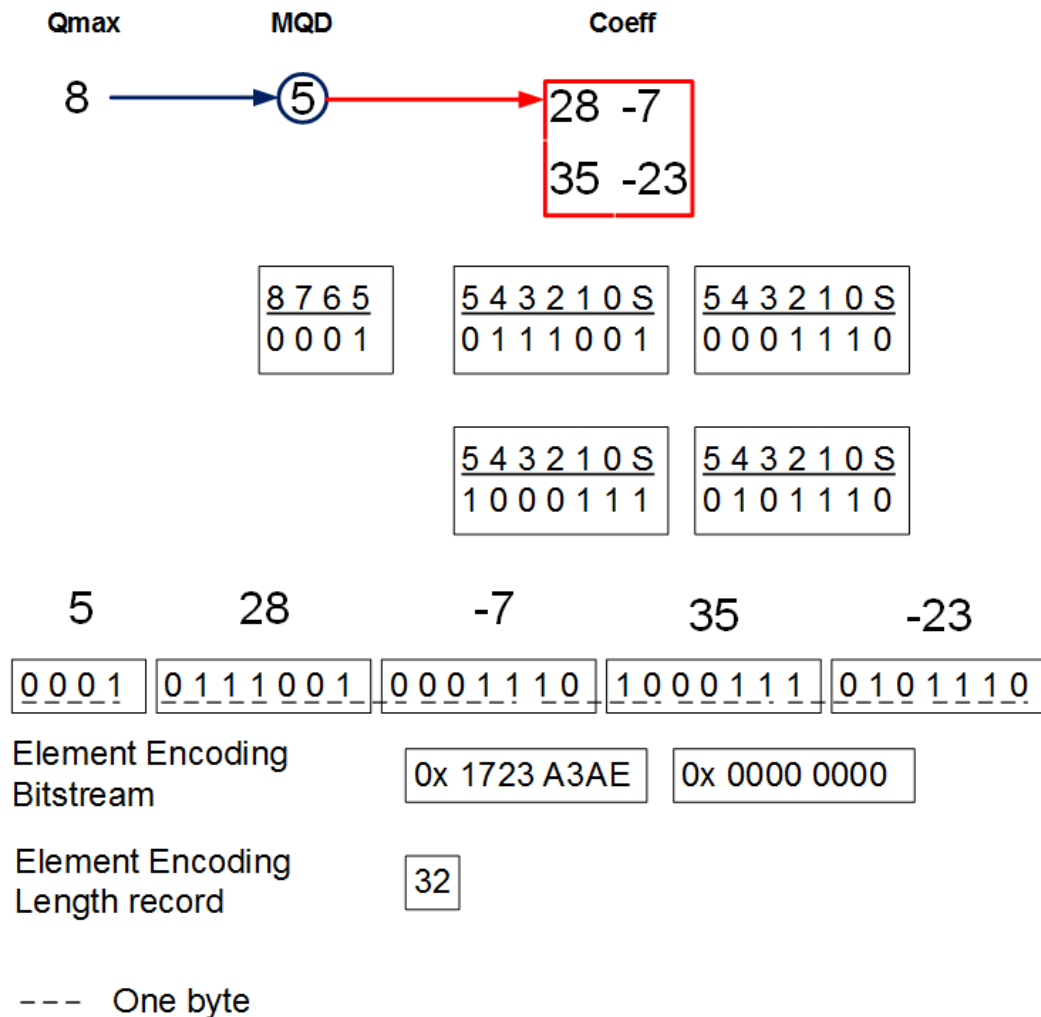 Qmax MQD Coeff
8 5 28 -7
35 -23
8 7 6 5 5 4 3 2 1 0 S 5 4 3 2 1 0 S
0 0 0 1 0 1 1 1 0 0 1 0 0 0 1 1 1 0
5 4 3 2 1 0 S 5 4 3 2 1 0 S
1 0 0 0 1 1 1 0 1 0 1 1 1 0
5 28 -7 35 -23
0 0 0 1 0 1 1 1 0 0 1 0 0 0 1 1 1 0 1 0 0 0 1 1 1 0 1 0 1 1 1 0
Element Encoding
Bitstream
0x 1723 A3AE 0x 0000 0000
Element Encoding
Length record
32
One byte